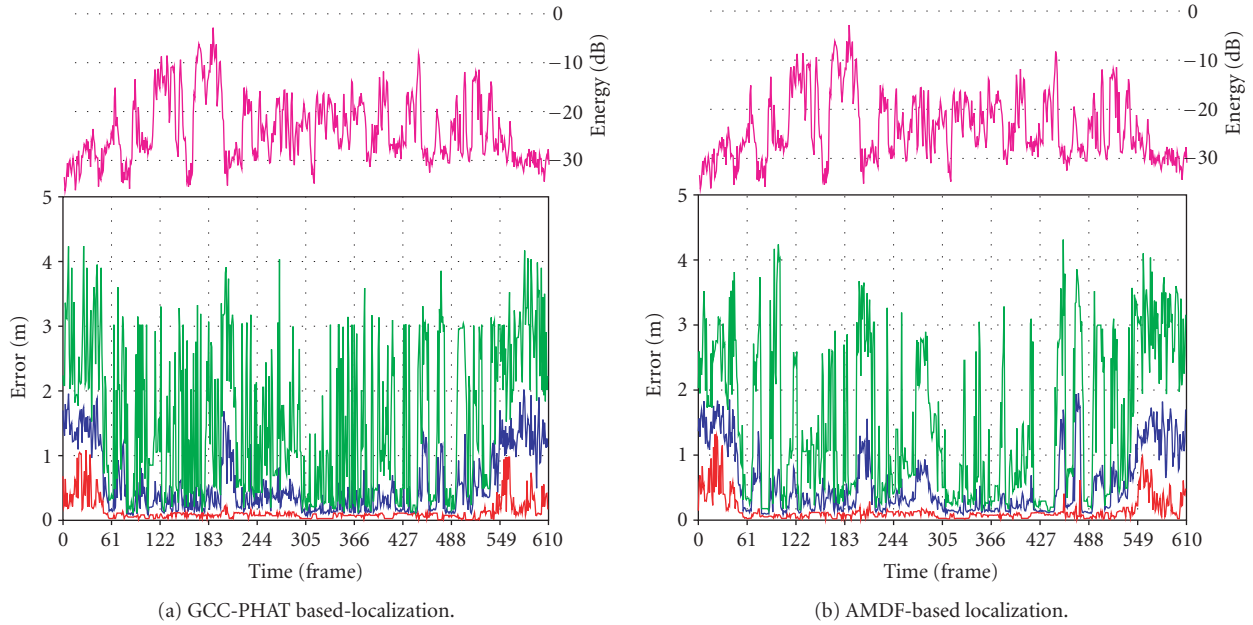 0
−10
−20
−30
Energy (dB)
5
4
3
2
1
0
Error (m)
0 61 122 183 244 305 366 427 488 549 610
Time (frame)
(a) GCC-PHAT based-localization.
0
−10
−20
−30
Energy (dB)
5
4
3
2
1
0
Error (m)
0 61 122 183 244 305 366 427 488 549 610
Time (frame)
(b) AMDF-based localization.